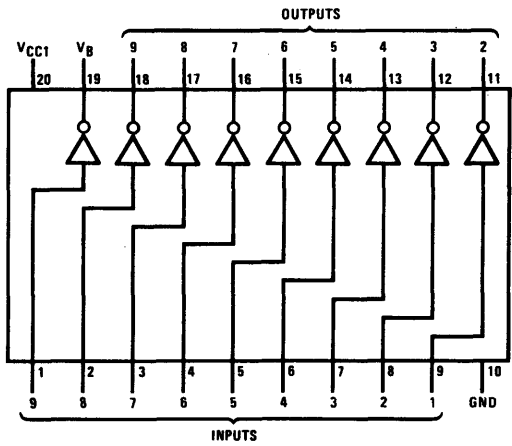 OUTPUTS
VCC1 VB 9 8 7 6 5 4 3 2
20 19 18 17 16 15 14 13 12 11
1 2 3 4 5 6 7 8 9 10
9 8 7 6 5 4 3 2 1 GND
INPUTS